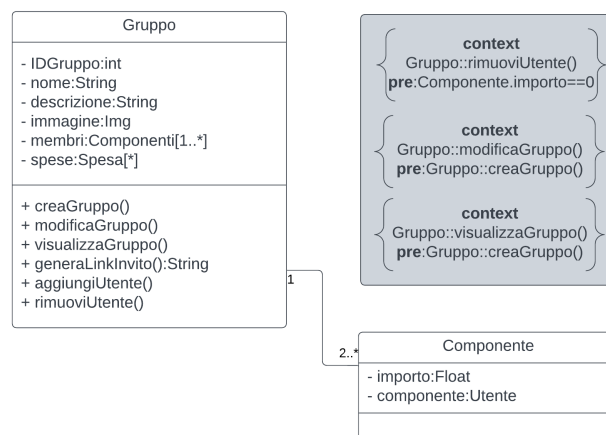 Gruppo
- IDGruppo:int
- nome:String
- descrizione:String
- immagine:Img
- membri:Componenti[1..*]
- spese:Spesa[*]
+ creaGruppo()
+ modificaGruppo()
+ visualizzaGruppo()
+ generaLinkInvito():String
+ aggiungiUtente()
+ rimuoviUtente()
context
Gruppo::rimuoviUtente()
pre:Componente.importo==0
context
Gruppo::modificaGruppo()
pre:Gruppo::creaGruppo()
context
Gruppo::visualizzaGruppo()
pre:Gruppo::creaGruppo()
1
2..*
Componente
- importo:Float
- componente:Utente